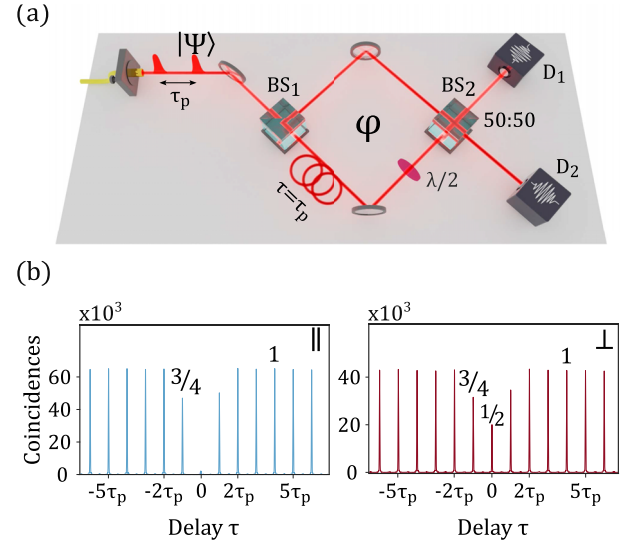 (a)
|Ψ⟩
τp
BS1
BS2
D1
50:50
φ
τ=τp
λ/2
D2
(b)
x10³
x10³
∥
⊥
Coincidences
60
40
20
0
3/4
1
40
20
0
3/4
1/2
1
-5τp
-2τp
0
2τp
5τp
-5τp
-2τp
0
2τp
5τp
Delay τ
Delay τ